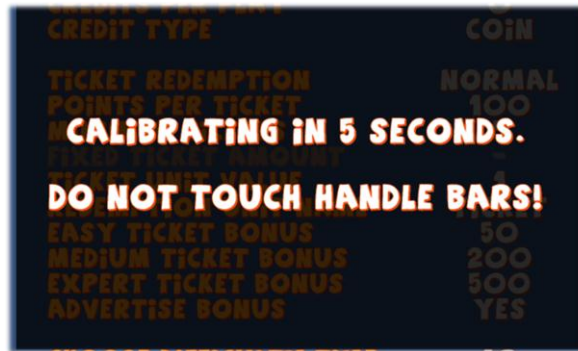 CREDIT TYPE COIN
TICKET REDEMPTION NORMAL
POINTS PER TICKET 100
CALIBRATING IN 5 SECONDS.
FIXED TICKET AMOUNT -
TICKET UNIT VALUE 1
DO NOT TOUCH HANDLE BARS!
EASY TICKET BONUS 50
MEDIUM TICKET BONUS 200
EXPERT TICKET BONUS 500
ADVERTISE BONUS YES